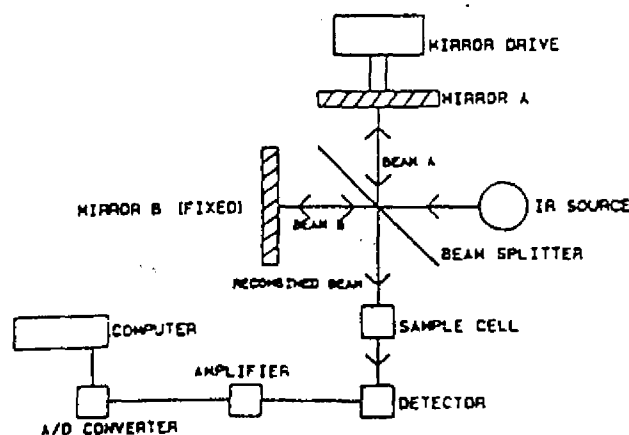 MIRROR DRIVE
MIRROR A
BEAM A
MIRROR B (FIXED)
BEAM B
IR SOURCE
BEAM SPLITTER
RECOMBINED BEAM
SAMPLE CELL
COMPUTER
AMPLIFIER
DETECTOR
A/D CONVERTER